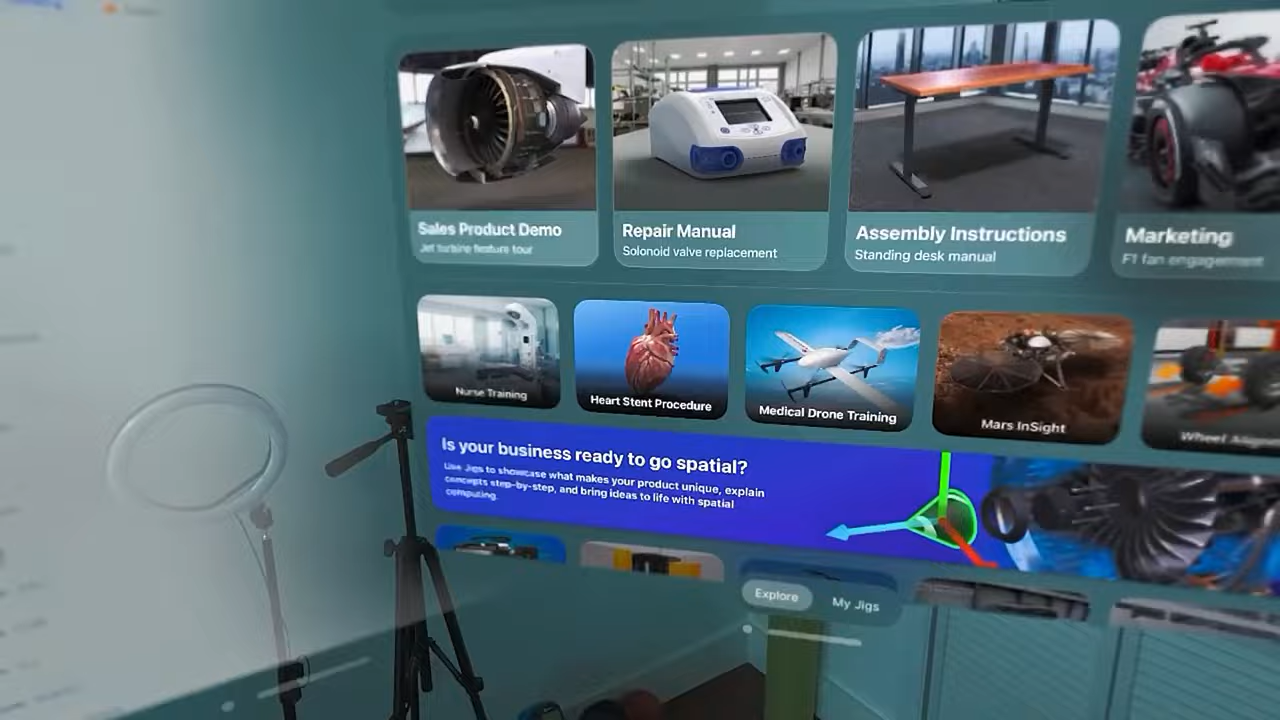 Sales Product Demo
Jet turbine feature tour
Repair Manual
Solonoid valve replacement
Assembly Instructions
Standing desk manual
Marketing
F1 fan engagement
Nurse Training
Heart Stent Procedure
Medical Drone Training
Mars InSight
Wheel
Is your business ready to go spatial?
Use Jigs to showcase what makes your product unique, explain
concepts step-by-step, and bring ideas to life with spatial
computing.
Explore
My Jigs